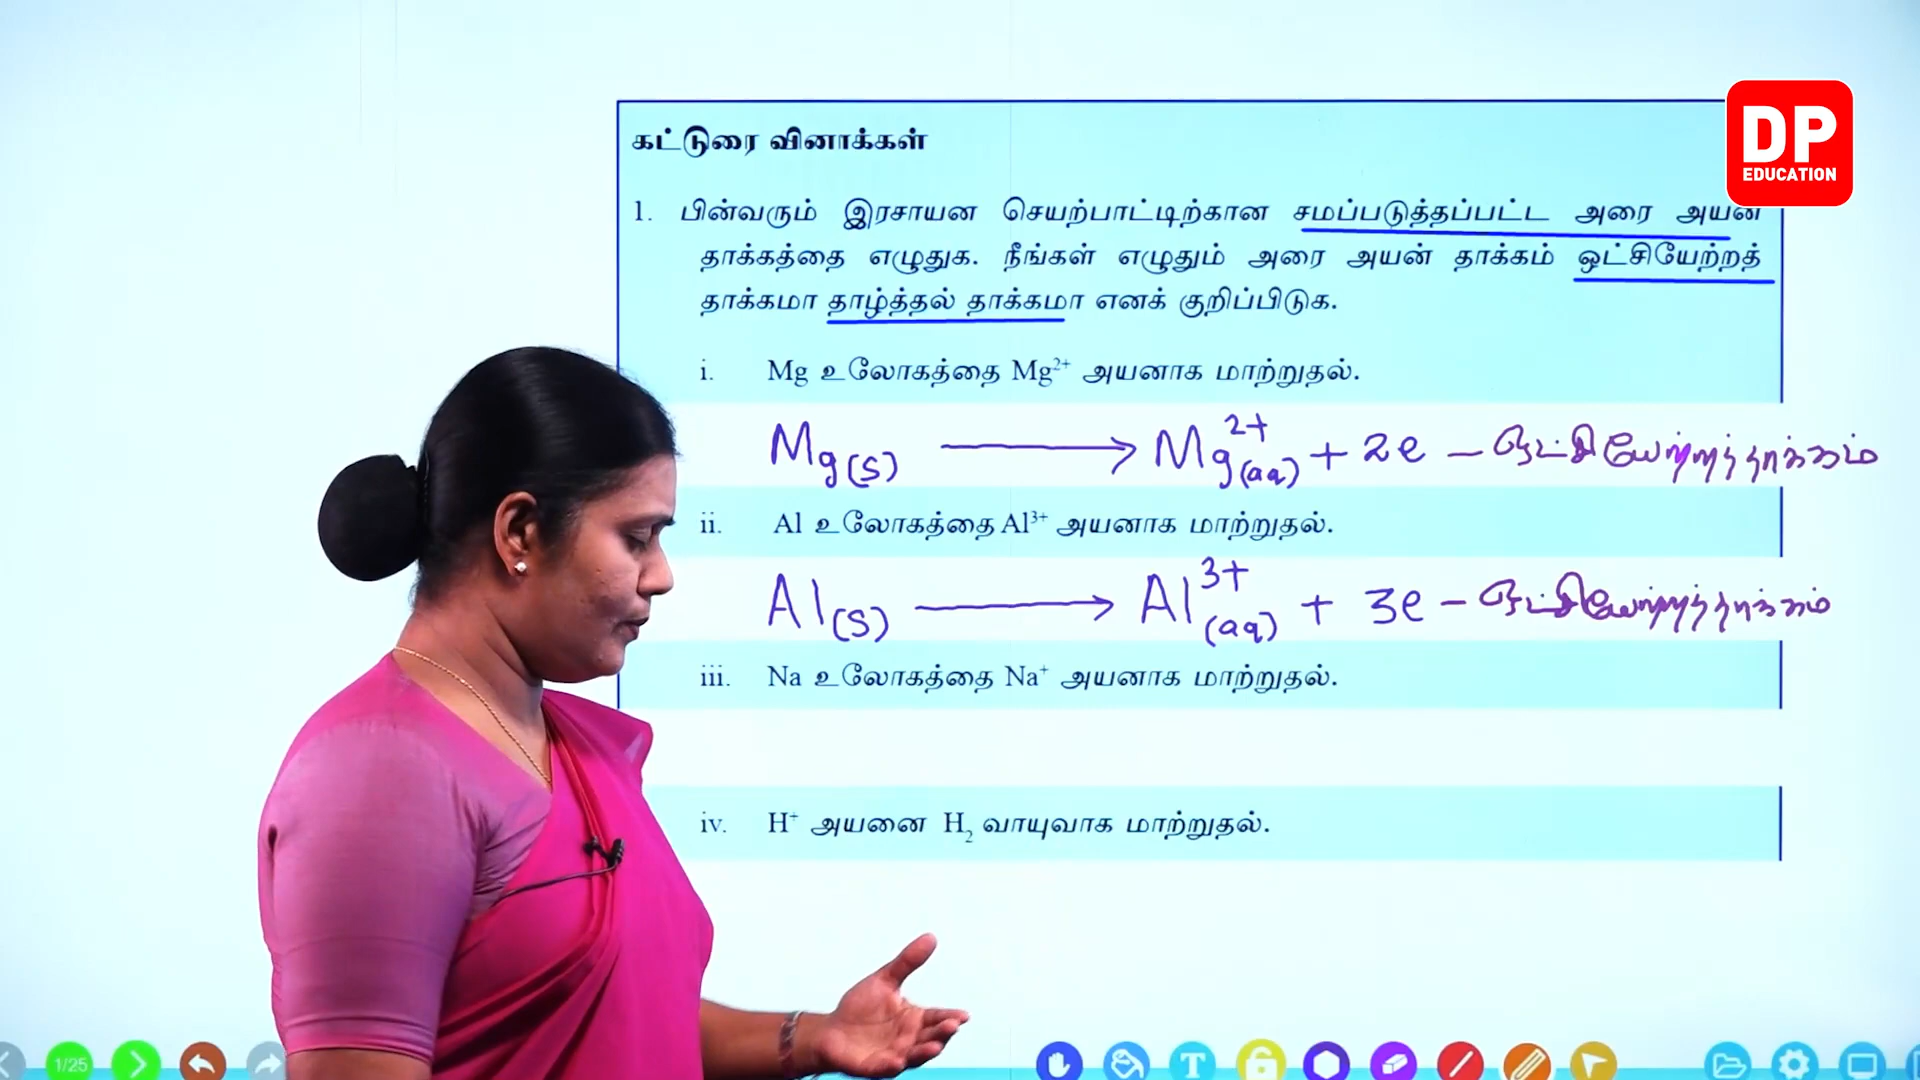 DP
EDUCATION
கட்டுரை வினாக்கள்
1. பின்வரும் இரசாயன செயற்பாட்டிற்கான சமப்படுத்தப்பட்ட அரை அயன்
தாக்கத்தை எழுதுக. நீங்கள் எழுதும் அரை அயன் தாக்கம் ஒட்சியேற்றத்
தாக்கமா தாழ்த்தல் தாக்கமா எனக் குறிப்பிடுக.
i. Mg உலோகத்தை Mg²⁺ அயனாக மாற்றுதல்.
Mg(s) ⟶ Mg²⁺(aq) + 2e – ஒட்சியேற்றந்தாக்கம்
ii. Al உலோகத்தை Al³⁺ அயனாக மாற்றுதல்.
Al(s) ⟶ Al³⁺(aq) + 3e – ஒட்சியேற்றந்தாக்கம்
iii. Na உலோகத்தை Na⁺ அயனாக மாற்றுதல்.
iv. H⁺ அயனை H₂ வாயுவாக மாற்றுதல்.
1/25
T